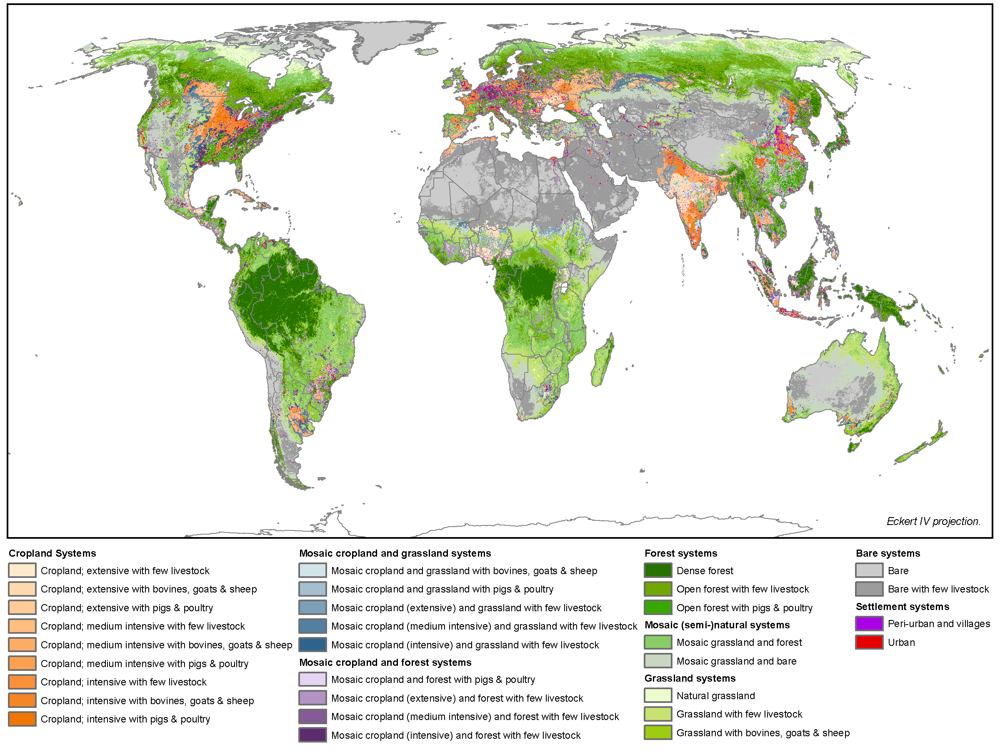 Eckert IV projection.
Cropland Systems
Cropland; extensive with few livestock
Cropland; extensive with bovines, goats & sheep
Cropland; extensive with pigs & poultry
Cropland; medium intensive with few livestock
Cropland; medium intensive with bovines, goats & sheep
Cropland; medium intensive with pigs & poultry
Cropland; intensive with few livestock
Cropland; intensive with bovines, goats & sheep
Cropland; intensive with pigs & poultry
Mosaic cropland and grassland systems
Mosaic cropland and grassland with bovines, goats & sheep
Mosaic cropland and grassland with pigs & poultry
Mosaic cropland (extensive) and grassland with few livestock
Mosaic cropland (medium intensive) and grassland with few livestock
Mosaic cropland (intensive) and grassland with few livestock
Mosaic cropland and forest systems
Mosaic cropland and forest with pigs & poultry
Mosaic cropland (extensive) and forest with few livestock
Mosaic cropland (medium intensive) and forest with few livestock
Mosaic cropland (intensive) and forest with few livestock
Forest systems
Dense forest
Open forest with few livestock
Open forest with pigs & poultry
Mosaic (semi-)natural systems
Mosaic grassland and forest
Mosaic grassland and bare
Grassland systems
Natural grassland
Grassland with few livestock
Grassland with bovines, goats & sheep
Bare systems
Bare
Bare with few livestock
Settlement systems
Peri-urban and villages
Urban